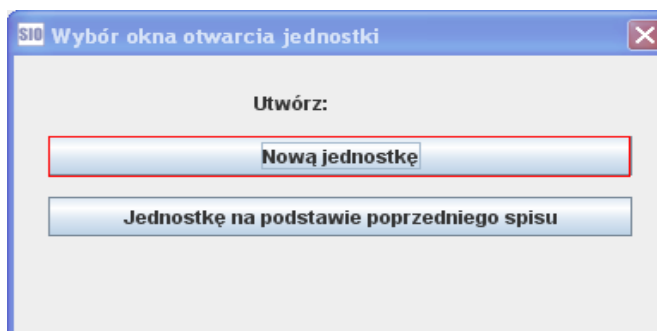 SIO Wybór okna otwarcia jednostki
Utwórz:
Nową jednostkę
Jednostkę na podstawie poprzedniego spisu